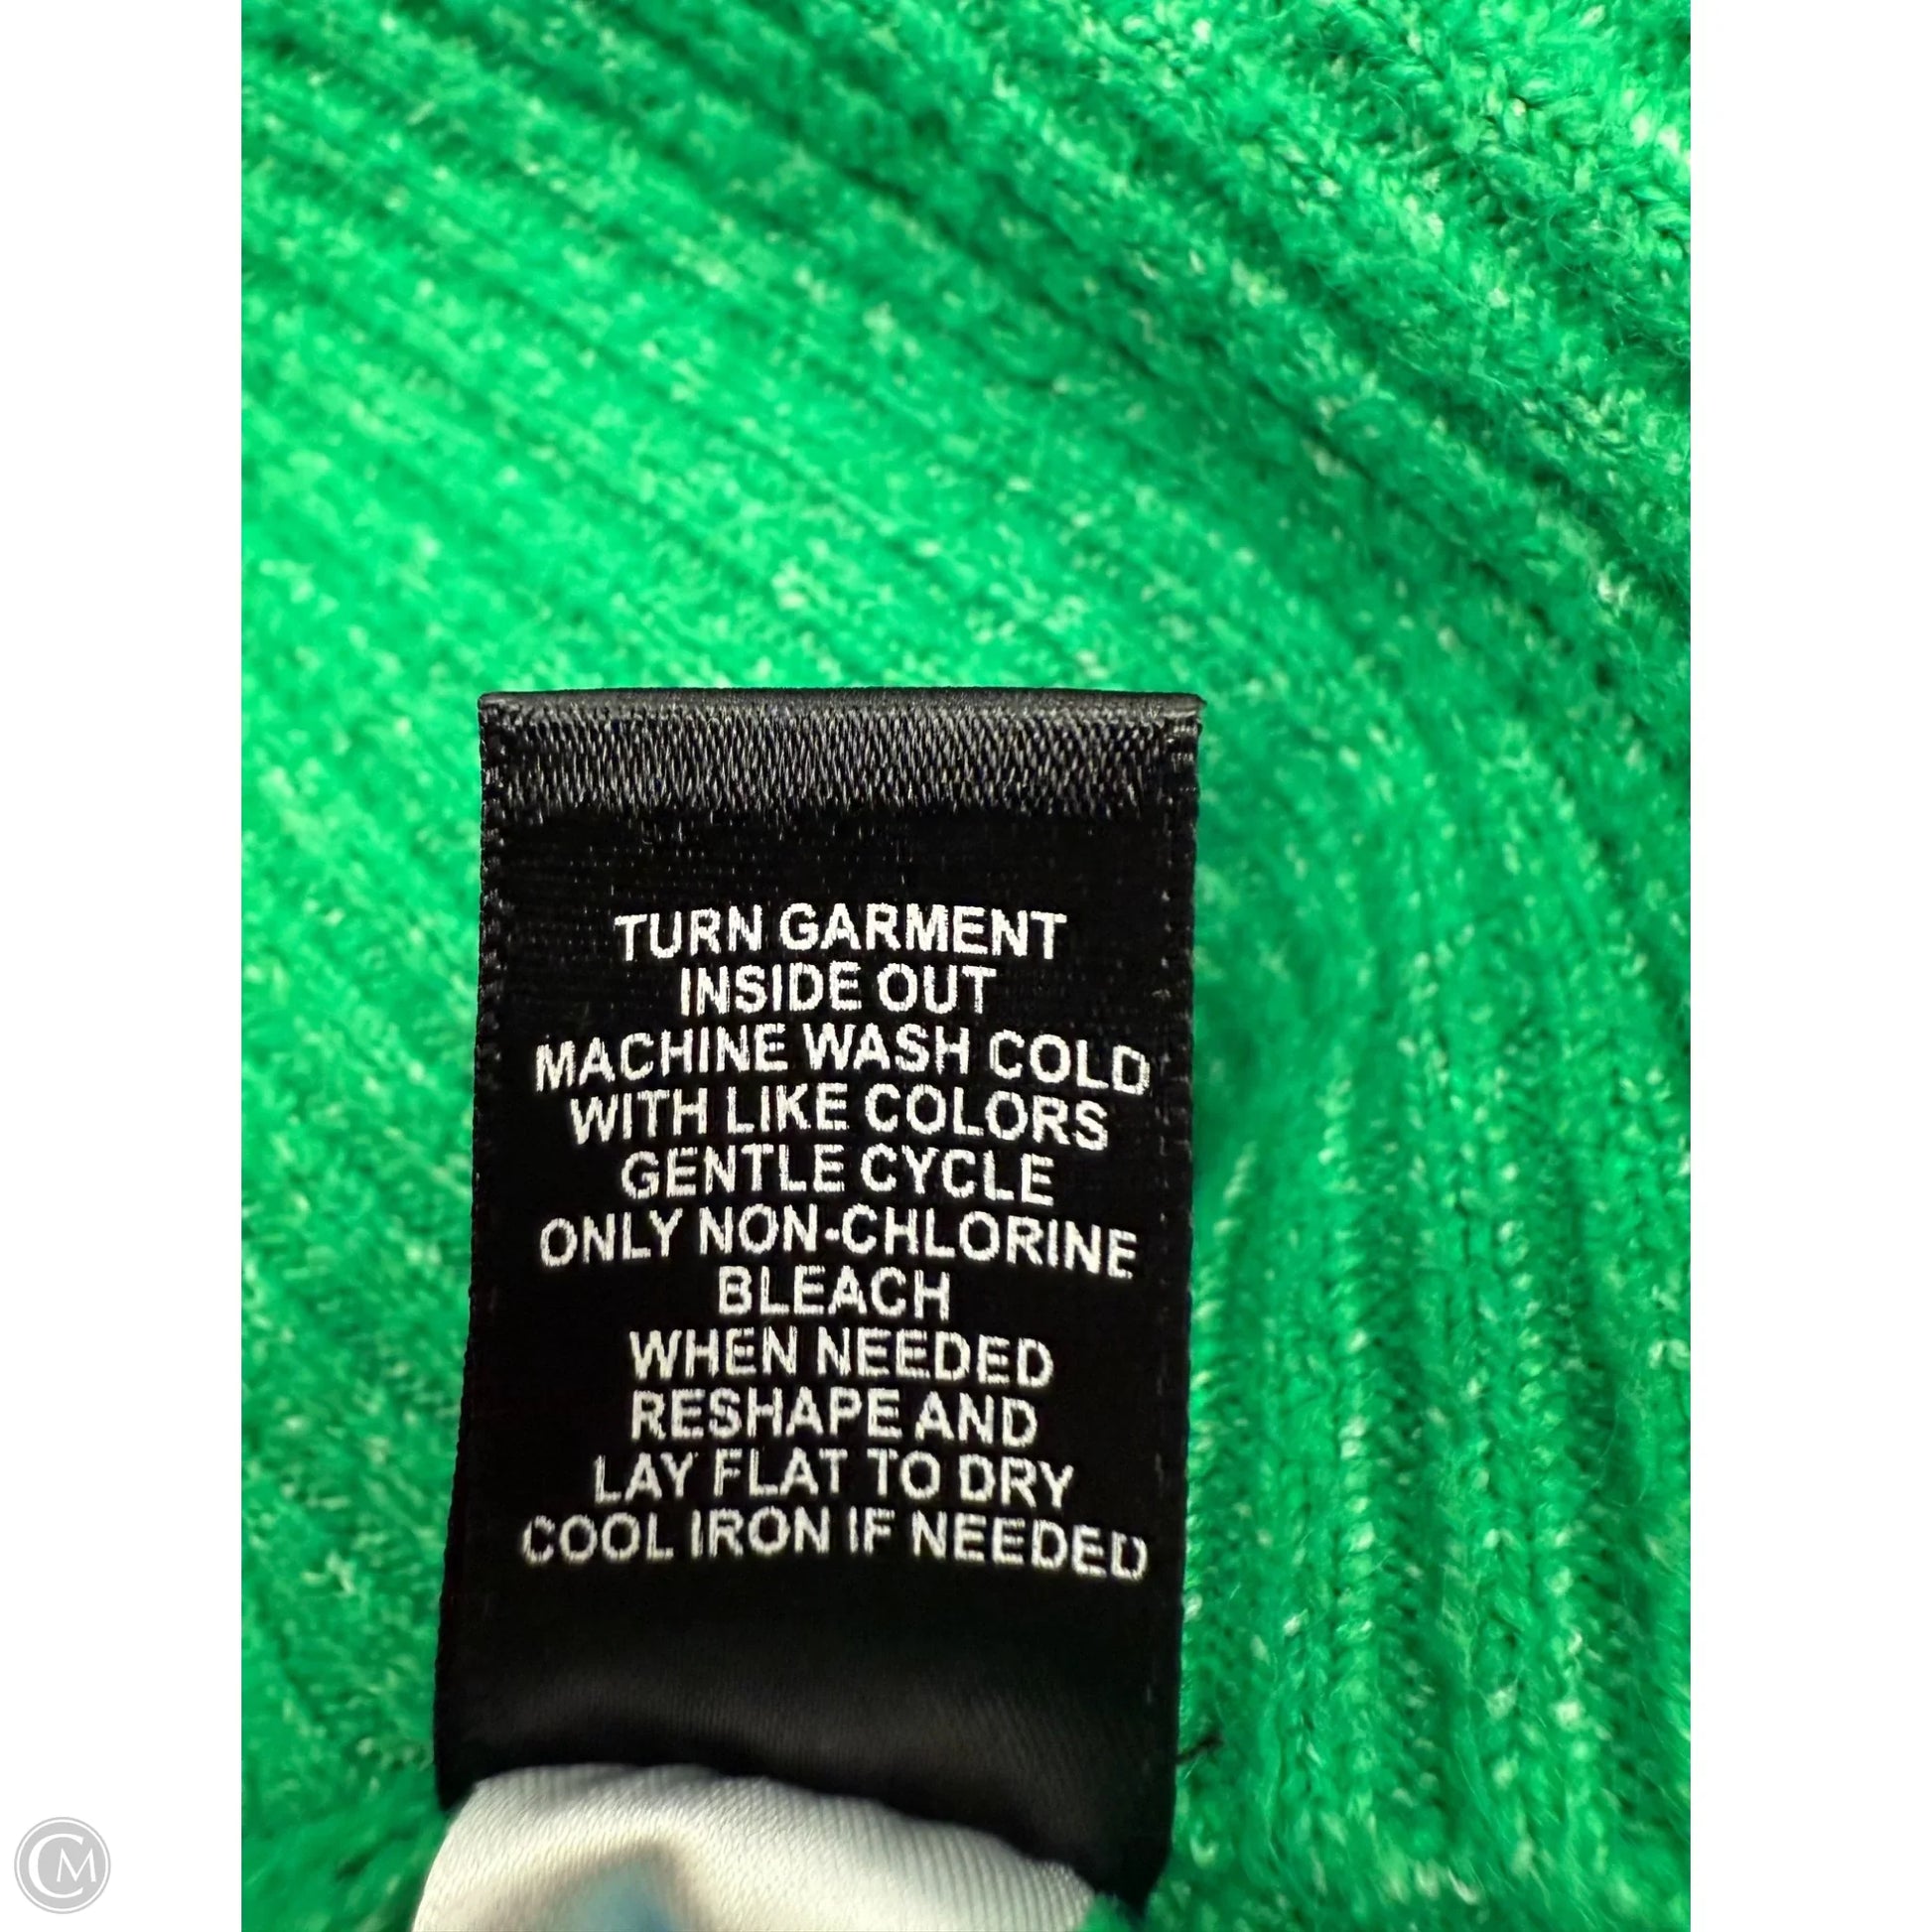 TURN GARMENT
INSIDE OUT
MACHINE WASH COLD
WITH LIKE COLORS
GENTLE CYCLE
ONLY NON-CHLORINE
BLEACH
WHEN NEEDED
RESHAPE AND
LAY FLAT TO DRY
COOL IRON IF NEEDED
CM